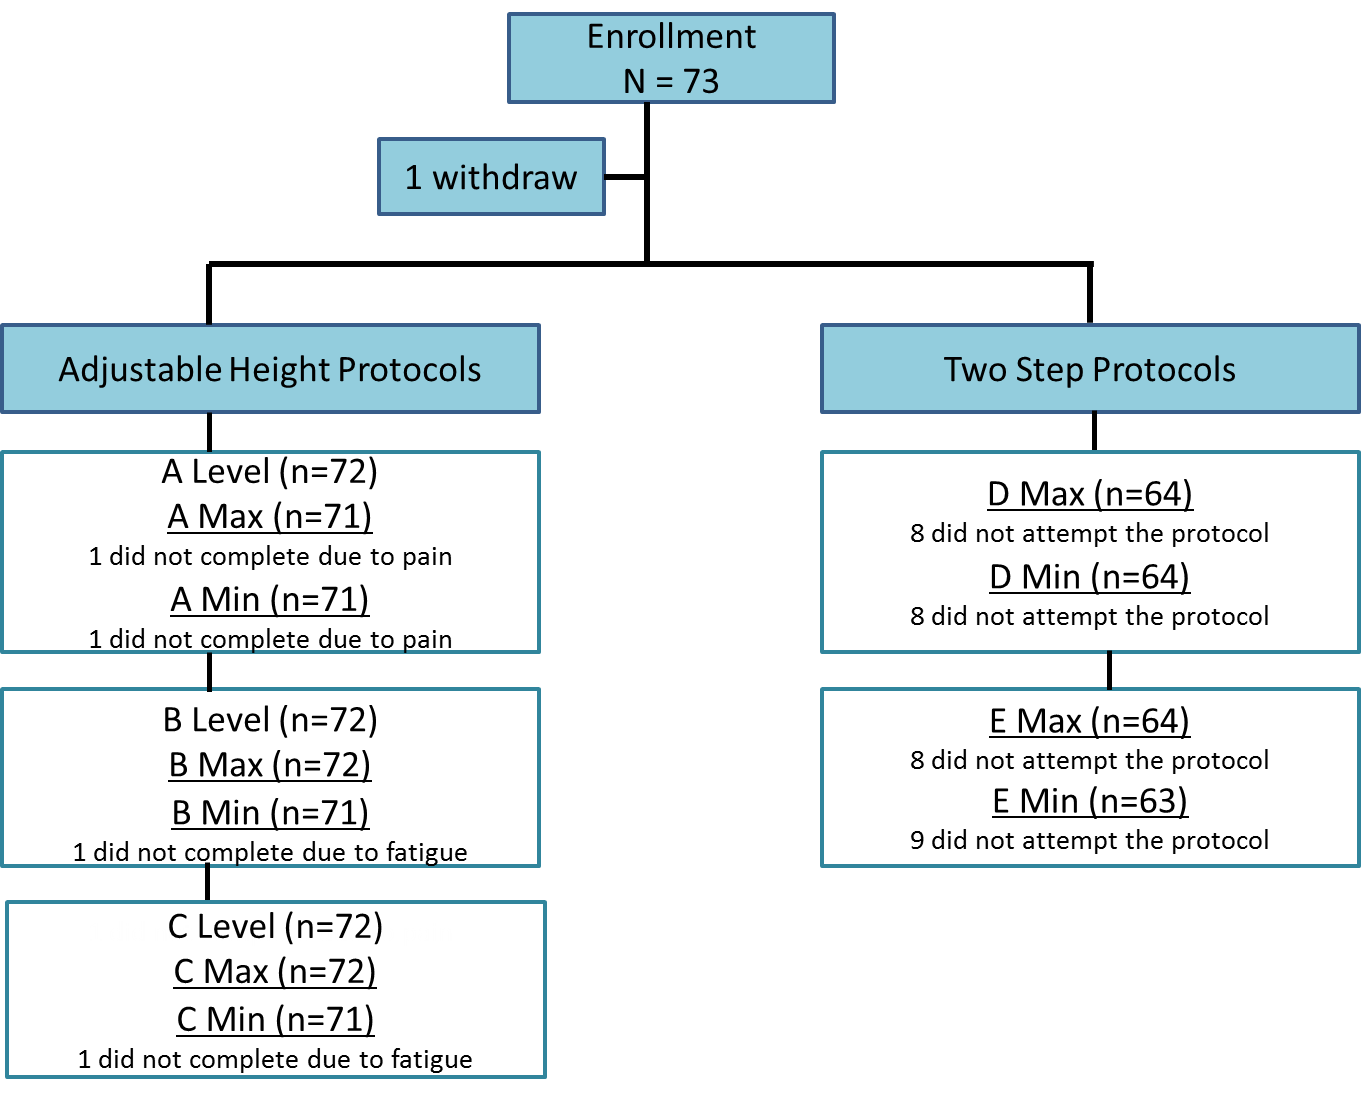 Enrollment
N = 73
1 withdraw
Adjustable Height Protocols
A Level (n=72)
A Max (n=71)
1 did not complete due to pain
A Min (n=71)
1 did not complete due to pain
B Level (n=72)
B Max (n=72)
B Min (n=71)
1 did not complete due to fatigue
C Level (n=72)
C Max (n=72)
C Min (n=71)
1 did not complete due to fatigue
Two Step Protocols
D Max (n=64)
8 did not attempt the protocol
D Min (n=64)
8 did not attempt the protocol
E Max (n=64)
8 did not attempt the protocol
E Min (n=63)
9 did not attempt the protocol